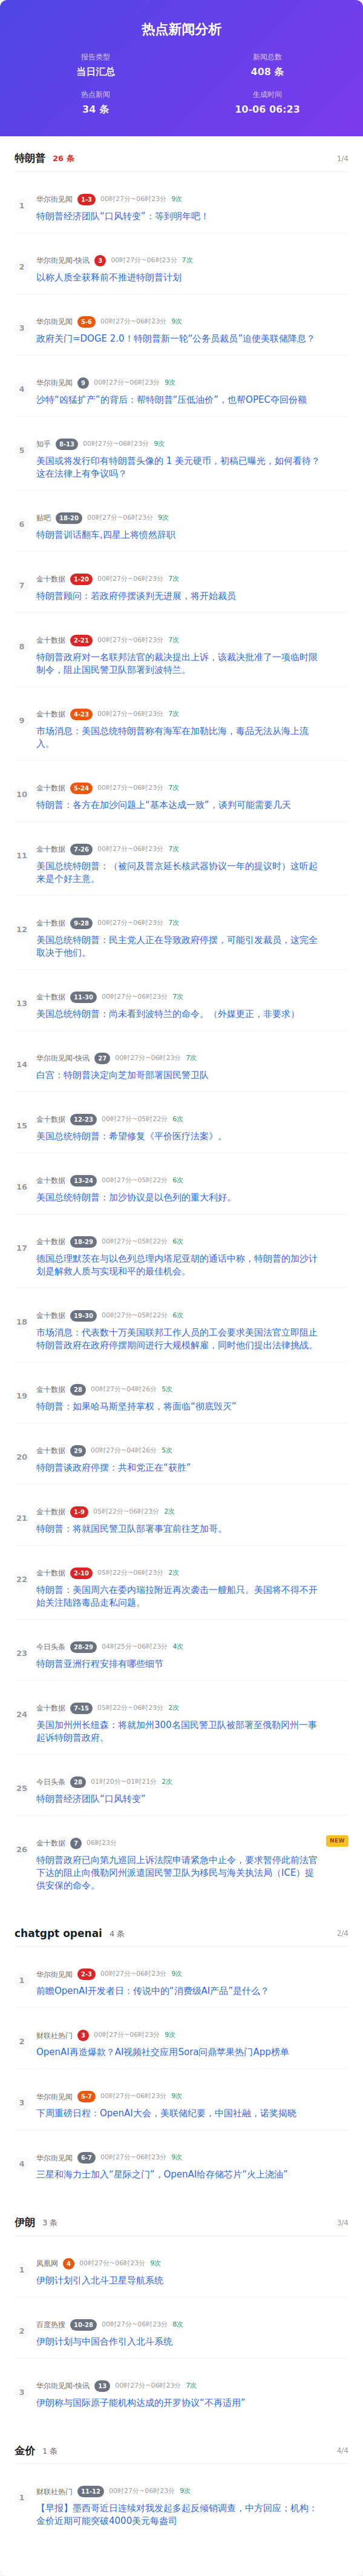 热点新闻分析
报告类型
当日汇总
新闻总数
408 条
热点新闻
34 条
生成时间
10-06 06:23
特朗普 26 条 1/4
1 华尔街见闻 1-3 00时27分~06时23分 9次
特朗普经济团队“口风转变”：等到明年吧！
2 华尔街见闻-快讯 3 00时27分~06时23分 7次
以称人质全获释前不推进特朗普计划
3 华尔街见闻 5-6 00时27分~06时23分 9次
政府关门=DOGE 2.0！特朗普新一轮“公务员裁员”迫使美联储降息？
4 华尔街见闻 9 00时27分~06时23分 9次
沙特“凶猛扩产”的背后：帮特朗普“压低油价”，也帮OPEC夺回份额
5 知乎 8-13 00时27分~06时23分 9次
美国或将发行印有特朗普头像的 1 美元硬币，初稿已曝光，如何看待？
这在法律上有争议吗？
6 贴吧 18-20 00时27分~06时23分 9次
特朗普训话翻车,四星上将愤然辞职
7 金十数据 1-20 00时27分~06时23分 7次
特朗普顾问：若政府停摆谈判无进展，将开始裁员
8 金十数据 2-21 00时27分~06时23分 7次
特朗普政府对一名联邦法官的裁决提出上诉，该裁决批准了一项临时限
制令，阻止国民警卫队部署到波特兰。
9 金十数据 4-23 00时27分~06时23分 7次
市场消息：美国总统特朗普称有海军在加勒比海，毒品无法从海上流
入。
10 金十数据 5-24 00时27分~06时23分 7次
特朗普：各方在加沙问题上“基本达成一致”，谈判可能需要几天
11 金十数据 7-26 00时27分~06时23分 7次
美国总统特朗普：（被问及普京延长核武器协议一年的提议时）这听起
来是个好主意。
12 金十数据 9-28 00时27分~06时23分 7次
美国总统特朗普：民主党人正在导致政府停摆，可能引发裁员，这完全
取决于他们。
13 金十数据 11-30 00时27分~06时23分 7次
美国总统特朗普：尚未看到波特兰的命令。（外媒更正，非要求）
14 华尔街见闻-快讯 27 00时27分~06时23分 7次
白宫：特朗普决定向芝加哥部署国民警卫队
15 金十数据 12-23 00时27分~05时22分 6次
美国总统特朗普：希望修复《平价医疗法案》。
16 金十数据 13-24 00时27分~05时22分 6次
美国总统特朗普：加沙协议是以色列的重大利好。
17 金十数据 18-29 00时27分~05时22分 6次
德国总理默茨在与以色列总理内塔尼亚胡的通话中称，特朗普的加沙计
划是解救人质与实现和平的最佳机会。
18 金十数据 19-30 00时27分~05时22分 6次
市场消息：代表数十万美国联邦工作人员的工会要求美国法官立即阻止
特朗普政府在政府停摆期间进行大规模解雇，同时他们提出法律挑战。
19 金十数据 28 00时27分~04时26分 5次
特朗普：如果哈马斯坚持掌权，将面临“彻底毁灭”
20 金十数据 29 00时27分~04时26分 5次
特朗普谈政府停摆：共和党正在“获胜”
21 金十数据 1-9 05时22分~06时23分 2次
特朗普：将就国民警卫队部署事宜前往芝加哥。
22 金十数据 2-10 05时22分~06时23分 2次
特朗普：美国周六在委内瑞拉附近再次袭击一艘船只。美国将不得不开
始关注陆路毒品走私问题。
23 今日头条 28-29 04时25分~06时23分 4次
特朗普亚洲行程安排有哪些细节
24 金十数据 7-15 05时22分~06时23分 2次
美国加州州长纽森：将就加州300名国民警卫队被部署至俄勒冈州一事
起诉特朗普政府。
25 今日头条 28 01时20分~01时21分 2次
特朗普经济团队“口风转变”
26 金十数据 7 06时23分 NEW
特朗普政府已向第九巡回上诉法院申请紧急中止令，要求暂停此前法官
下达的阻止向俄勒冈州派遣国民警卫队为移民与海关执法局（ICE）提
供安保的命令。
chatgpt openai 4 条 2/4
1 华尔街见闻 2-3 00时27分~06时23分 9次
前瞻OpenAI开发者日：传说中的“消费级AI产品”是什么？
2 财联社热门 3 00时27分~06时23分 9次
OpenAI再造爆款？AI视频社交应用Sora问鼎苹果热门App榜单
3 华尔街见闻 5-7 00时27分~06时23分 9次
下周重磅日程：OpenAI大会，美联储纪要，中国社融，诺奖揭晓
4 华尔街见闻 6-7 00时27分~06时23分 9次
三星和海力士加入“星际之门”，OpenAI给存储芯片“火上浇油”
伊朗 3 条 3/4
1 凤凰网 4 00时27分~06时23分 9次
伊朗计划引入北斗卫星导航系统
2 百度热搜 10-28 00时27分~06时23分 8次
伊朗计划与中国合作引入北斗系统
3 华尔街见闻-快讯 13 00时27分~06时23分 7次
伊朗称与国际原子能机构达成的开罗协议“不再适用”
金价 1 条 4/4
1 财联社热门 11-12 00时27分~06时23分 9次
【早报】墨西哥近日连续对我发起多起反倾销调查，中方回应；机构：
金价近期可能突破4000美元每盎司